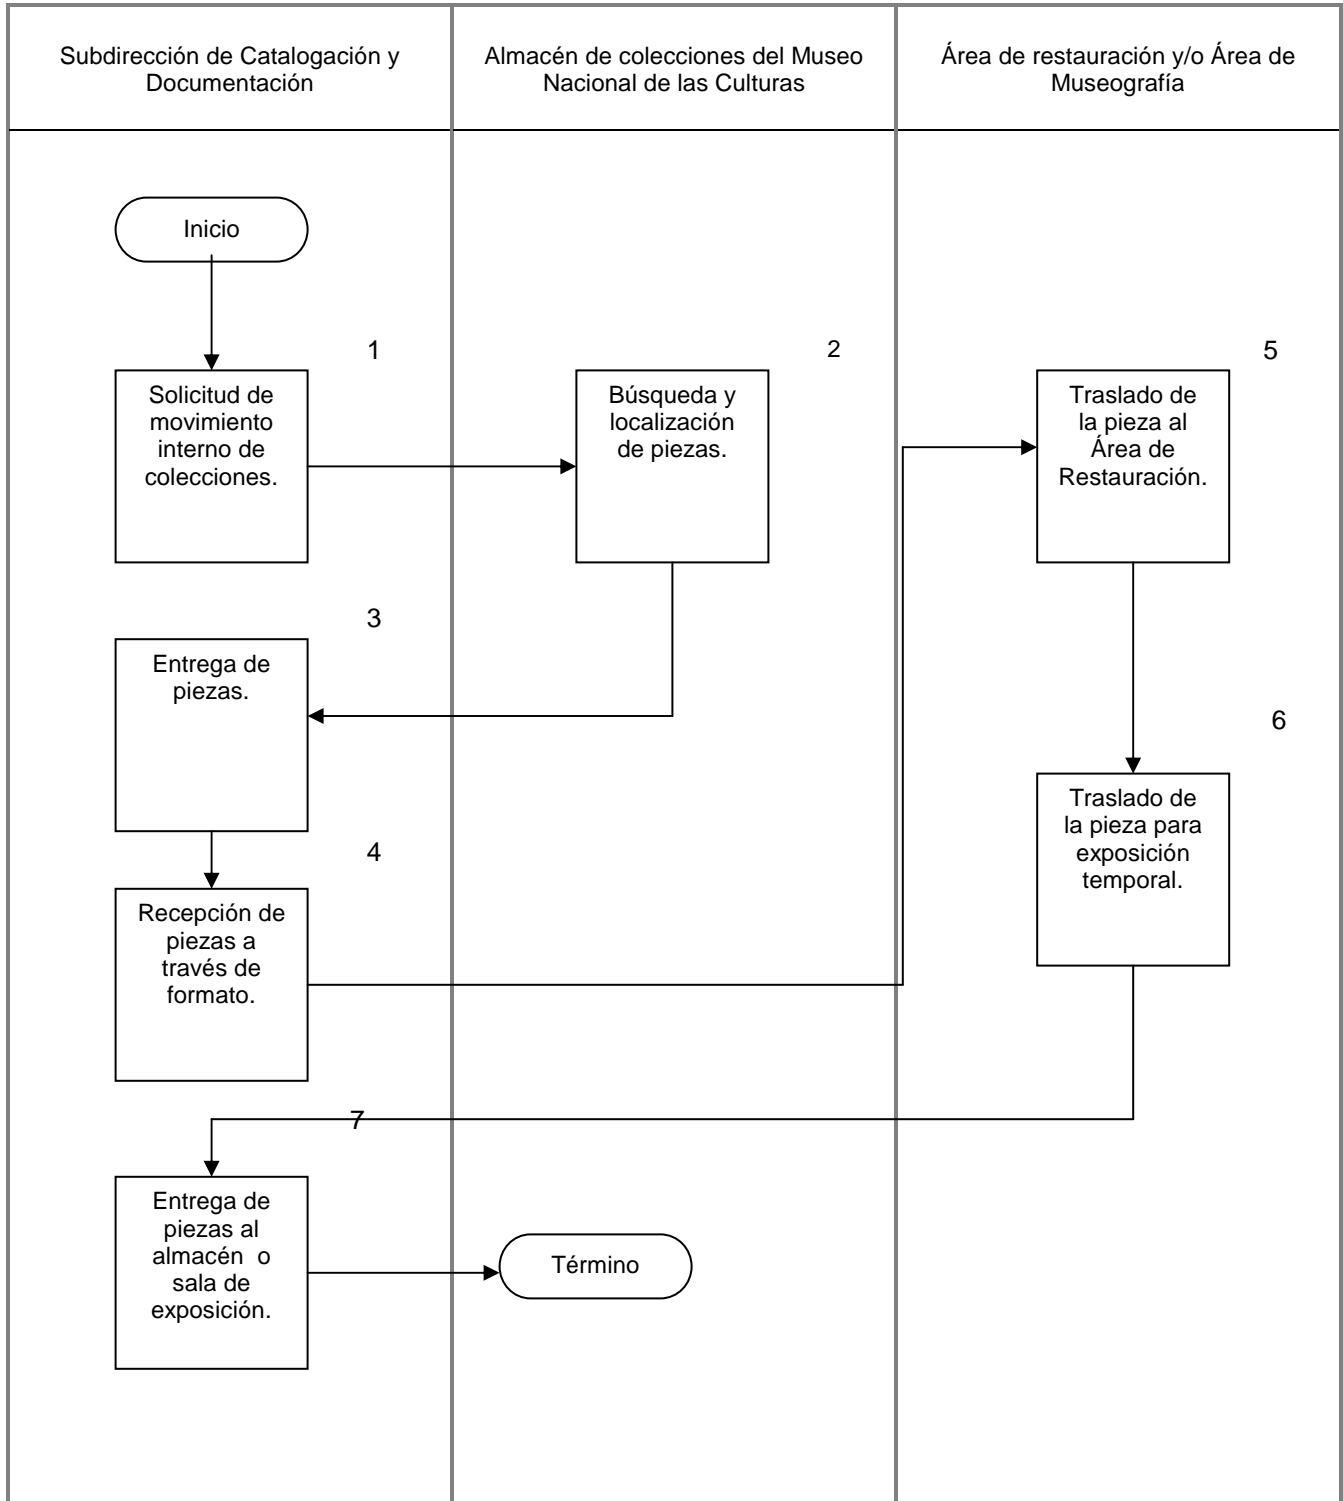 Subdirección de Catalogación y
Documentación
Almacén de colecciones del Museo
Nacional de las Culturas
Área de restauración y/o Área de
Museografía
Inicio
1
Solicitud de
movimiento
interno de
colecciones.
2
Búsqueda y
localización
de piezas.
3
Entrega de
piezas.
4
Recepción de
piezas a
través de
formato.
5
Traslado de
la pieza al
Área de
Restauración.
6
Traslado de
la pieza para
exposición
temporal.
7
Entrega de
piezas al
almacén o
sala de
exposición.
Término